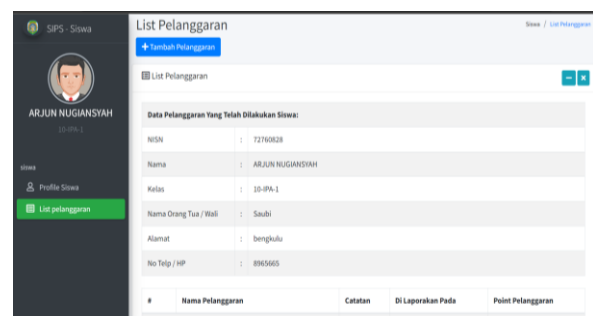 SIPS - Siswa
ARJUN NUGIANSYAH
10-IPA-1
siswa
Profile Siswa
List pelanggaran
List Pelanggaran
Siswa / List Pelanggaran
+ Tambah Pelanggaran
List Pelanggaran
Data Pelanggaran Yang Telah Dilakukan Siswa:
NISN : 72760828
Nama : ARJUN NUGIANSYAH
Kelas : 10-IPA-1
Nama Orang Tua / Wali : Saubi
Alamat : bengkulu
No Telp / HP : 8965665
# Nama Pelanggaran Catatan Di Laporakan Pada Point Pelanggaran